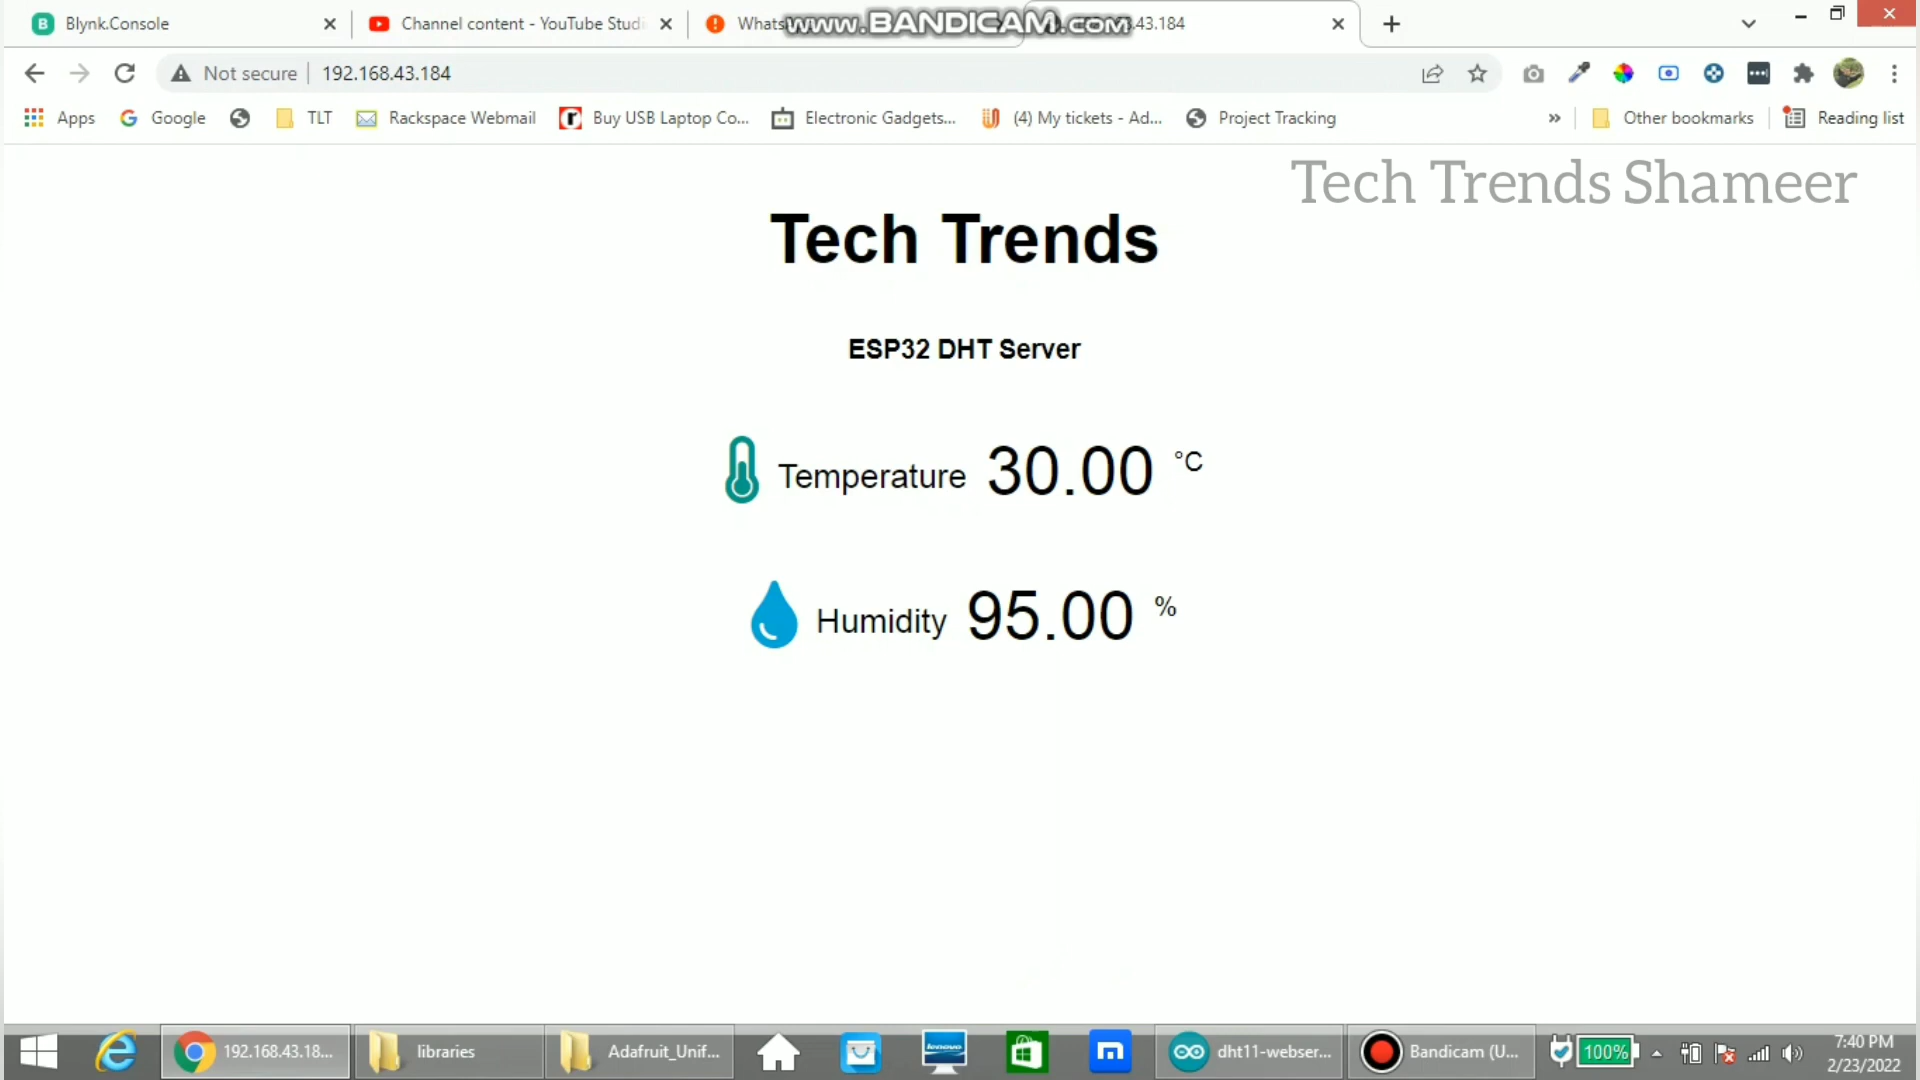 Blynk.Console
Channel content - YouTube Studi
Whats
www.BANDICAM.com
.43.184
Not secure
192.168.43.184
Apps
Google
TLT
Rackspace Webmail
Buy USB Laptop Co...
Electronic Gadgets...
(4) My tickets - Ad...
Project Tracking
»
Other bookmarks
Reading list
Tech Trends Shameer
Tech Trends
ESP32 DHT Server
Temperature 30.00 °C
Humidity 95.00 %
192.168.43.18...
libraries
Adafruit_Unif...
lenovo
dht11-webser...
Bandicam (U...
100%
7:40 PM
2/23/2022